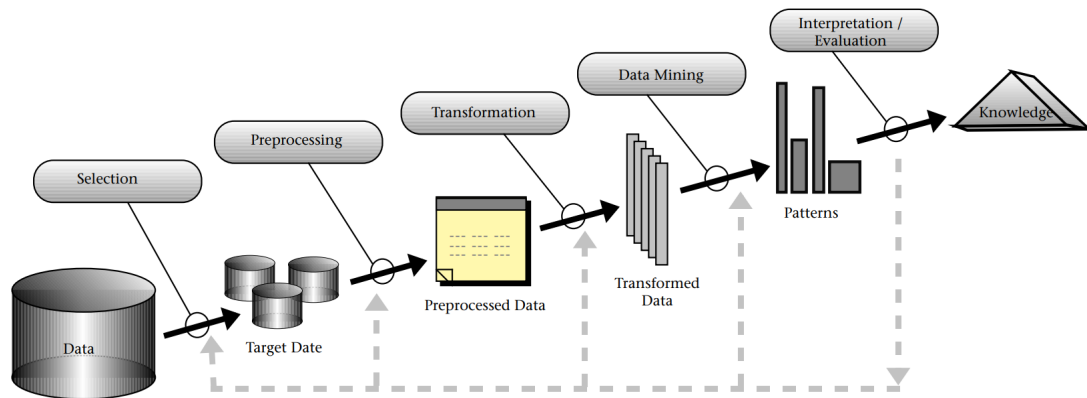 Interpretation /
Evaluation
Data Mining
Transformation
Preprocessing
Selection
Knowledge
Patterns
Transformed
Data
Preprocessed Data
Target Date
Data